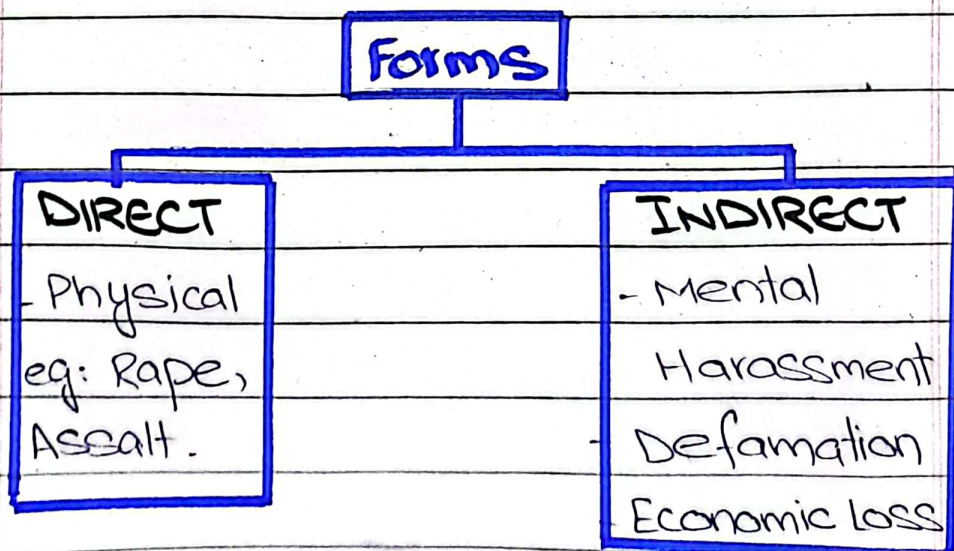 Forms
DIRECT
- Physical
eg: Rape,
Assalt.
INDIRECT
- Mental
Harassment
- Defamation
- Economic Loss